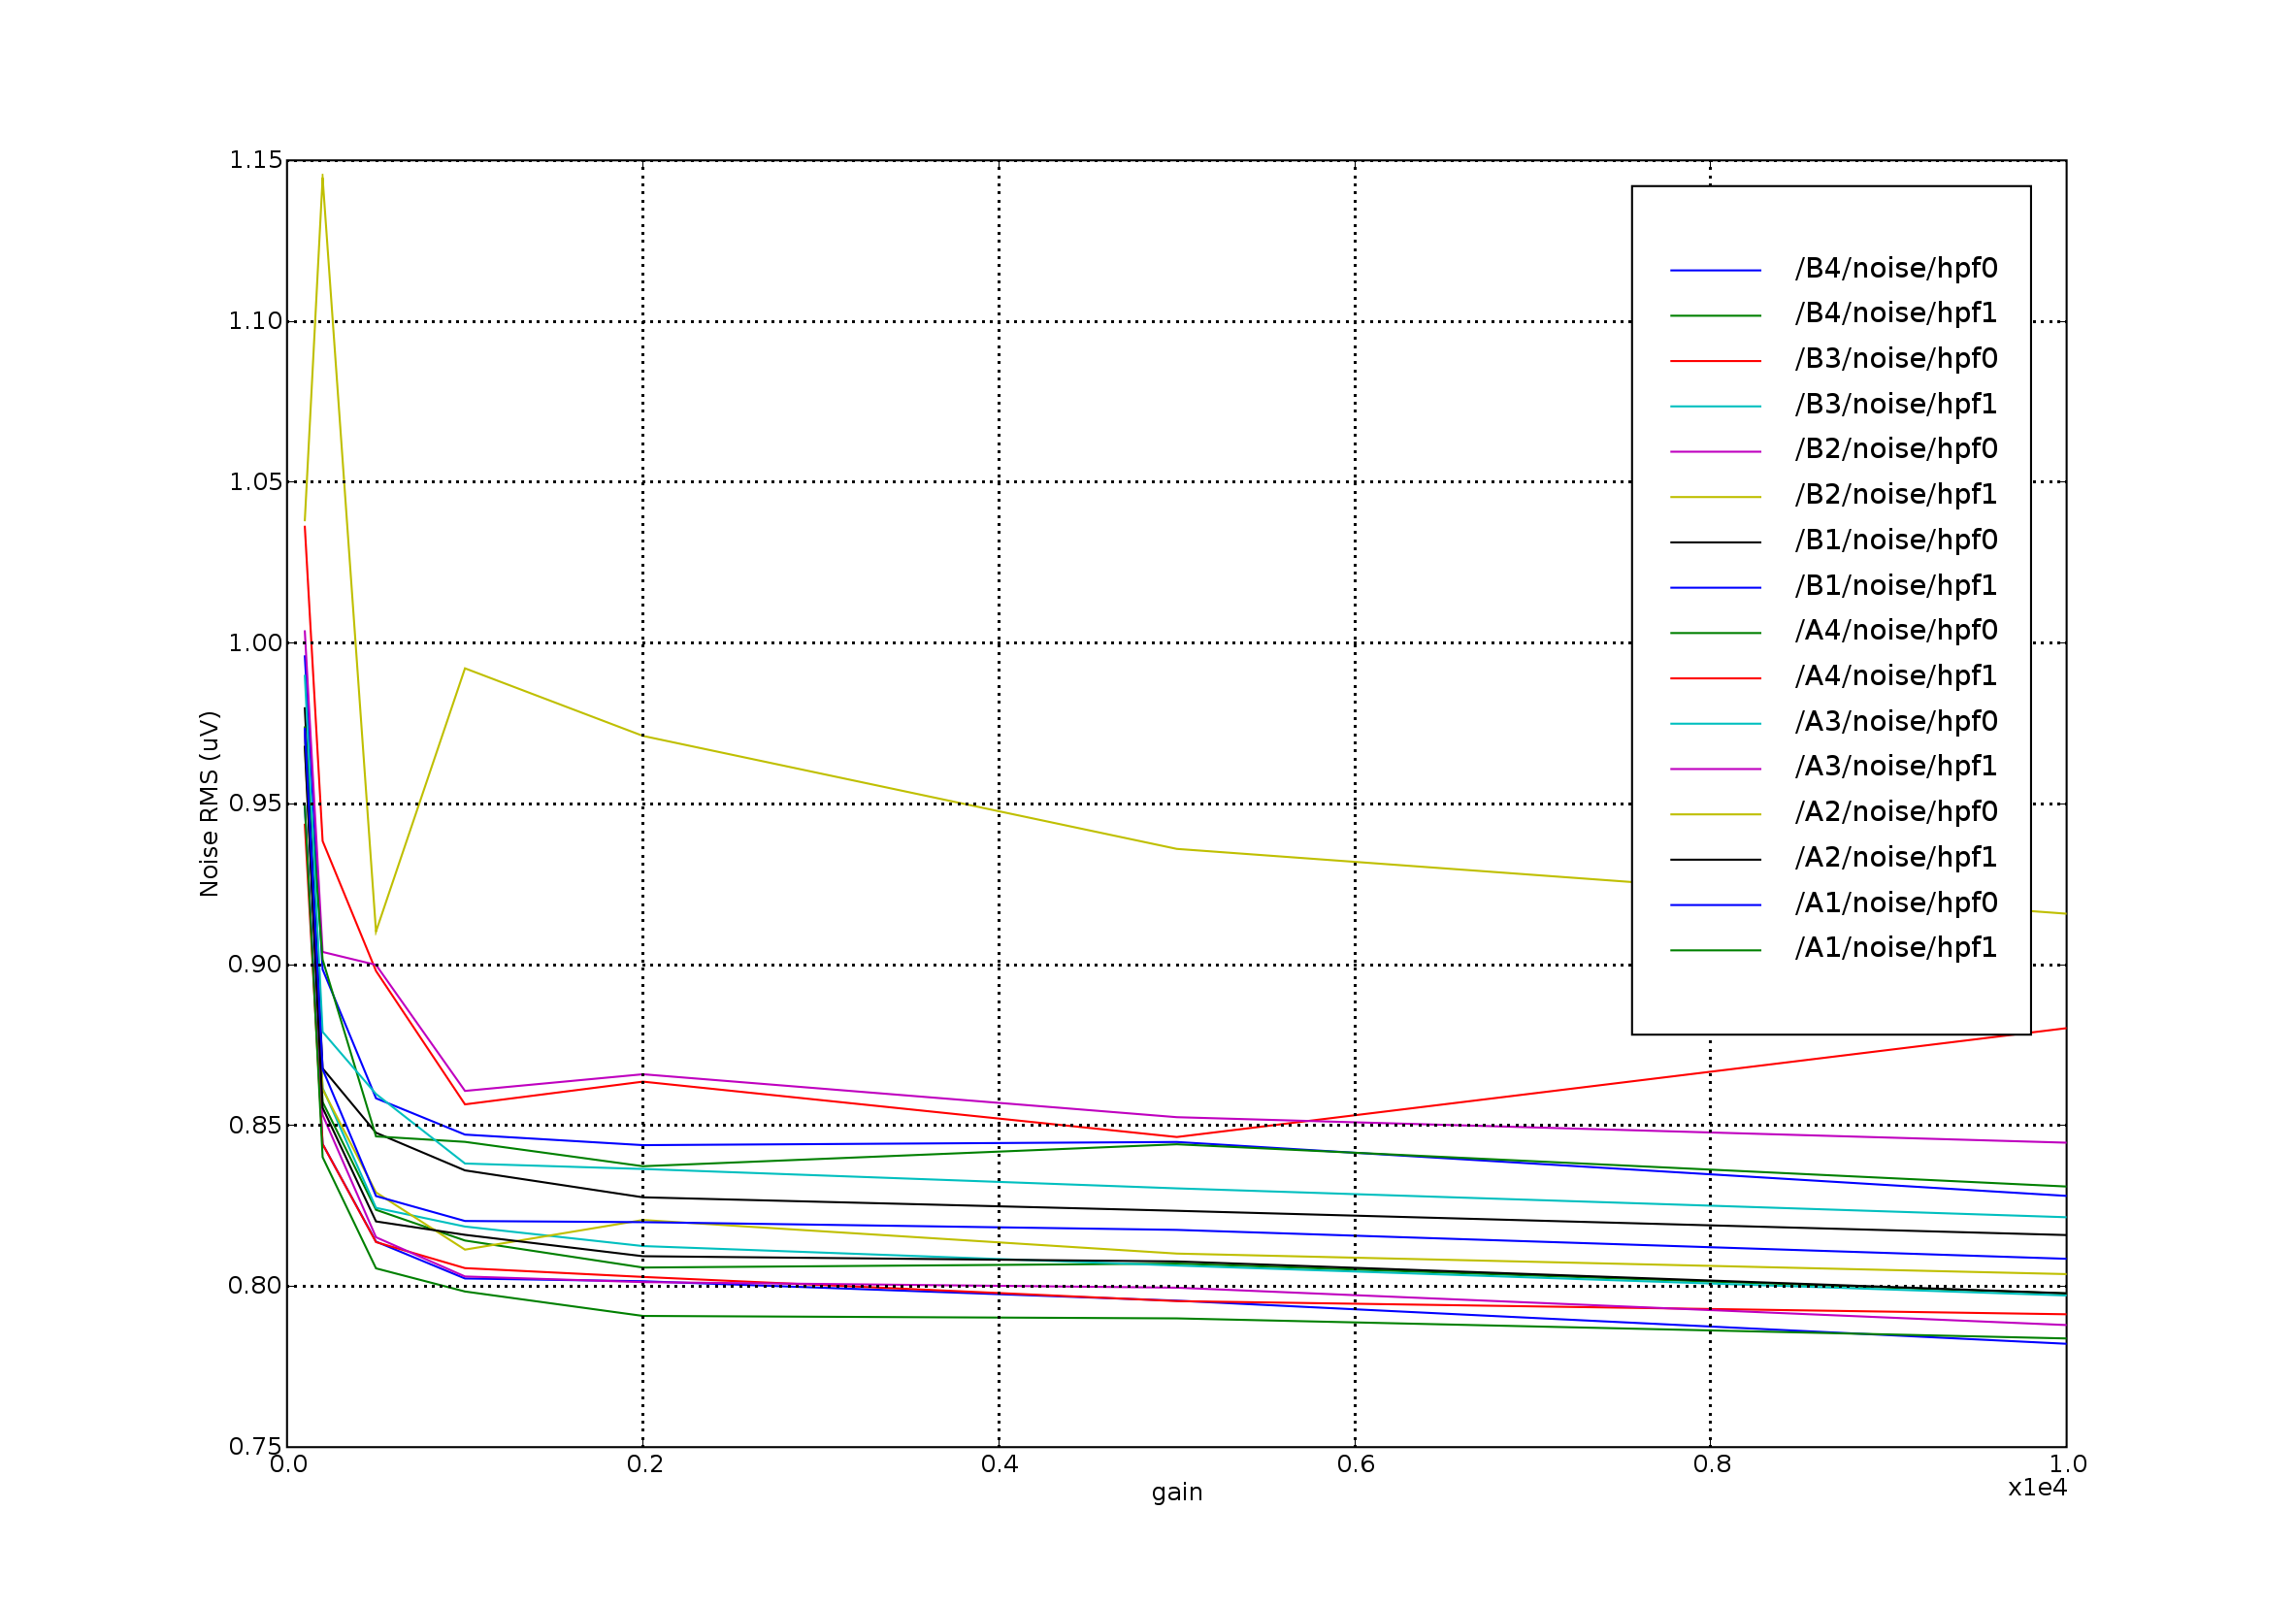 1.15
1.10
1.05
1.00
0.95
0.90
0.85
0.80
0.75
Noise RMS (uV)
/B4/noise/hpf0
/B4/noise/hpf1
/B3/noise/hpf0
/B3/noise/hpf1
/B2/noise/hpf0
/B2/noise/hpf1
/B1/noise/hpf0
/B1/noise/hpf1
/A4/noise/hpf0
/A4/noise/hpf1
/A3/noise/hpf0
/A3/noise/hpf1
/A2/noise/hpf0
/A2/noise/hpf1
/A1/noise/hpf0
/A1/noise/hpf1
0.0 0.2 0.4 0.6 0.8 1.0
x1e4
gain